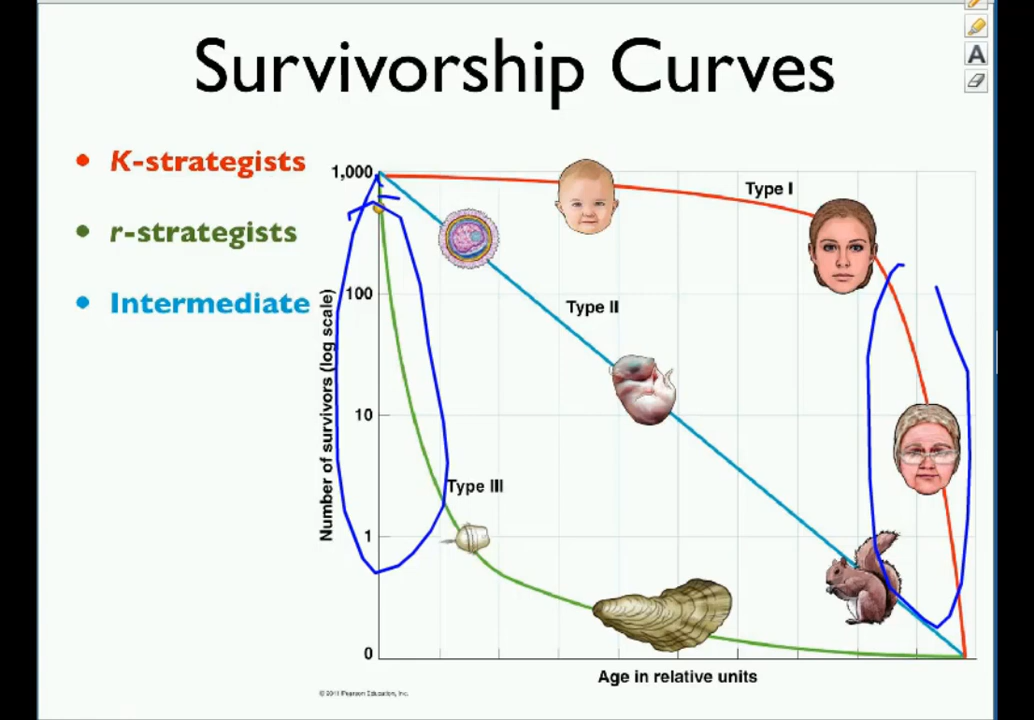 Survivorship Curves
• K-strategists
• r-strategists
• Intermediate
Number of survivors (log scale)
1,000
100
10
1
0
Type I
Type II
Type III
Age in relative units
© 2011 Pearson Education, Inc.
A